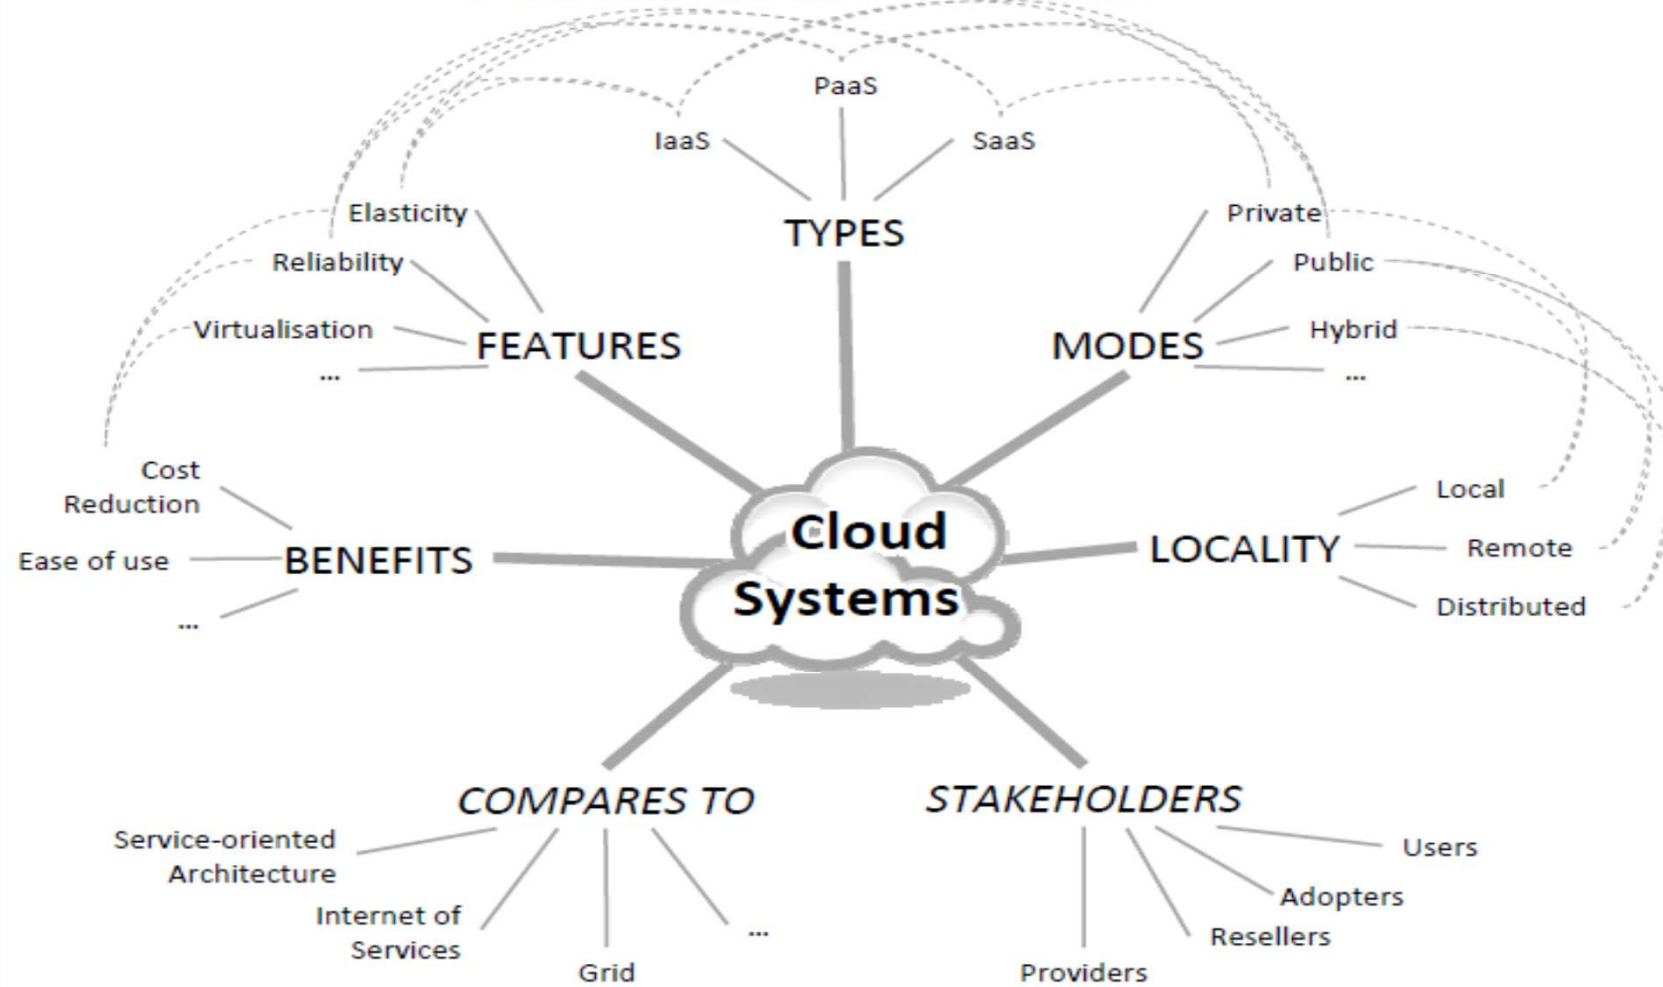 PaaS
IaaS
SaaS
TYPES
Elasticity
Reliability
Virtualisation
...
FEATURES
Private
Public
Hybrid
...
MODES
Cost
Reduction
Ease of use
...
BENEFITS
Cloud
Systems
LOCALITY
Local
Remote
Distributed
COMPARES TO
Service-oriented
Architecture
Internet of
Services
Grid
...
STAKEHOLDERS
Users
Adopters
Resellers
Providers